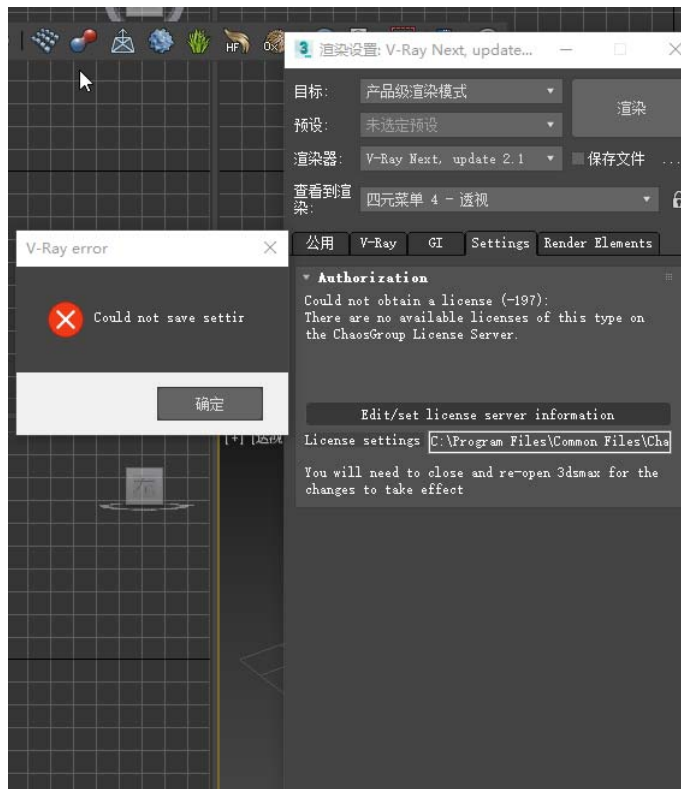 HF
渲染设置: V-Ray Next, update...
目标:
产品级渲染模式
渲染
预设:
未选定预设
渲染器:
V-Ray Next, update 2.1
保存文件
...
查看到渲染:
四元菜单 4 - 透视
公用
V-Ray
GI
Settings
Render Elements
V-Ray error
Could not save settir
确定
Authorization
Could not obtain a license (-197):
There are no available licenses of this type on
the ChaosGroup License Server.
Edit/set license server information
License settings
C:\Program Files\Common Files\Cha
You will need to close and re-open 3dsmax for the
changes to take effect
[+] [透视
左